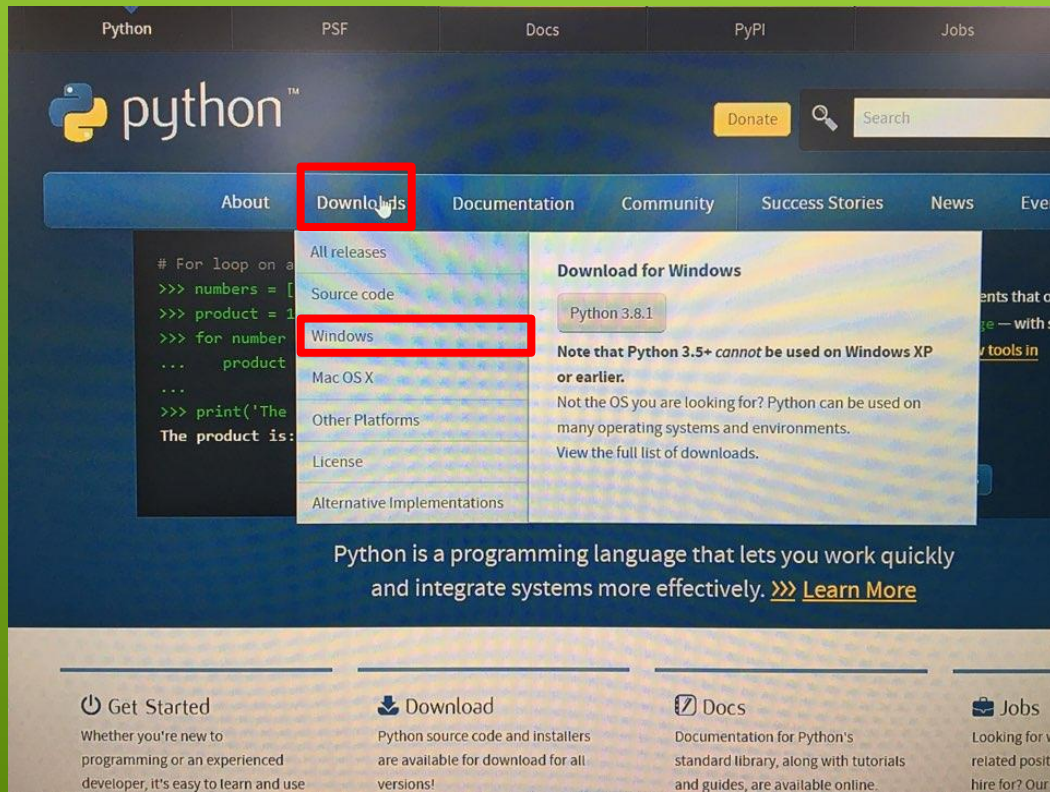 Python
PSF
Docs
PyPI
Jobs
python™
Donate
Search
About
Downloads
Documentation
Community
Success Stories
News
All releases
Source code
Windows
Mac OS X
Other Platforms
License
Alternative Implementations
Download for Windows
Python 3.8.1
Note that Python 3.5+ cannot be used on Windows XP
or earlier.
Not the OS you are looking for? Python can be used on
many operating systems and environments.
View the full list of downloads.
# For loop on a
>>> numbers = [
>>> product = 1
>>> for number
... product
...
>>> print('The
The product is:
ents that
— with
tools in
Python is a programming language that lets you work quickly
and integrate systems more effectively. >>> Learn More
Get Started
Whether you're new to
programming or an experienced
developer, it's easy to learn and use
Download
Python source code and installers
are available for download for all
versions!
Docs
Documentation for Python's
standard library, along with tutorials
and guides, are available online.
Jobs
Looking for
related posit
hire for? Our